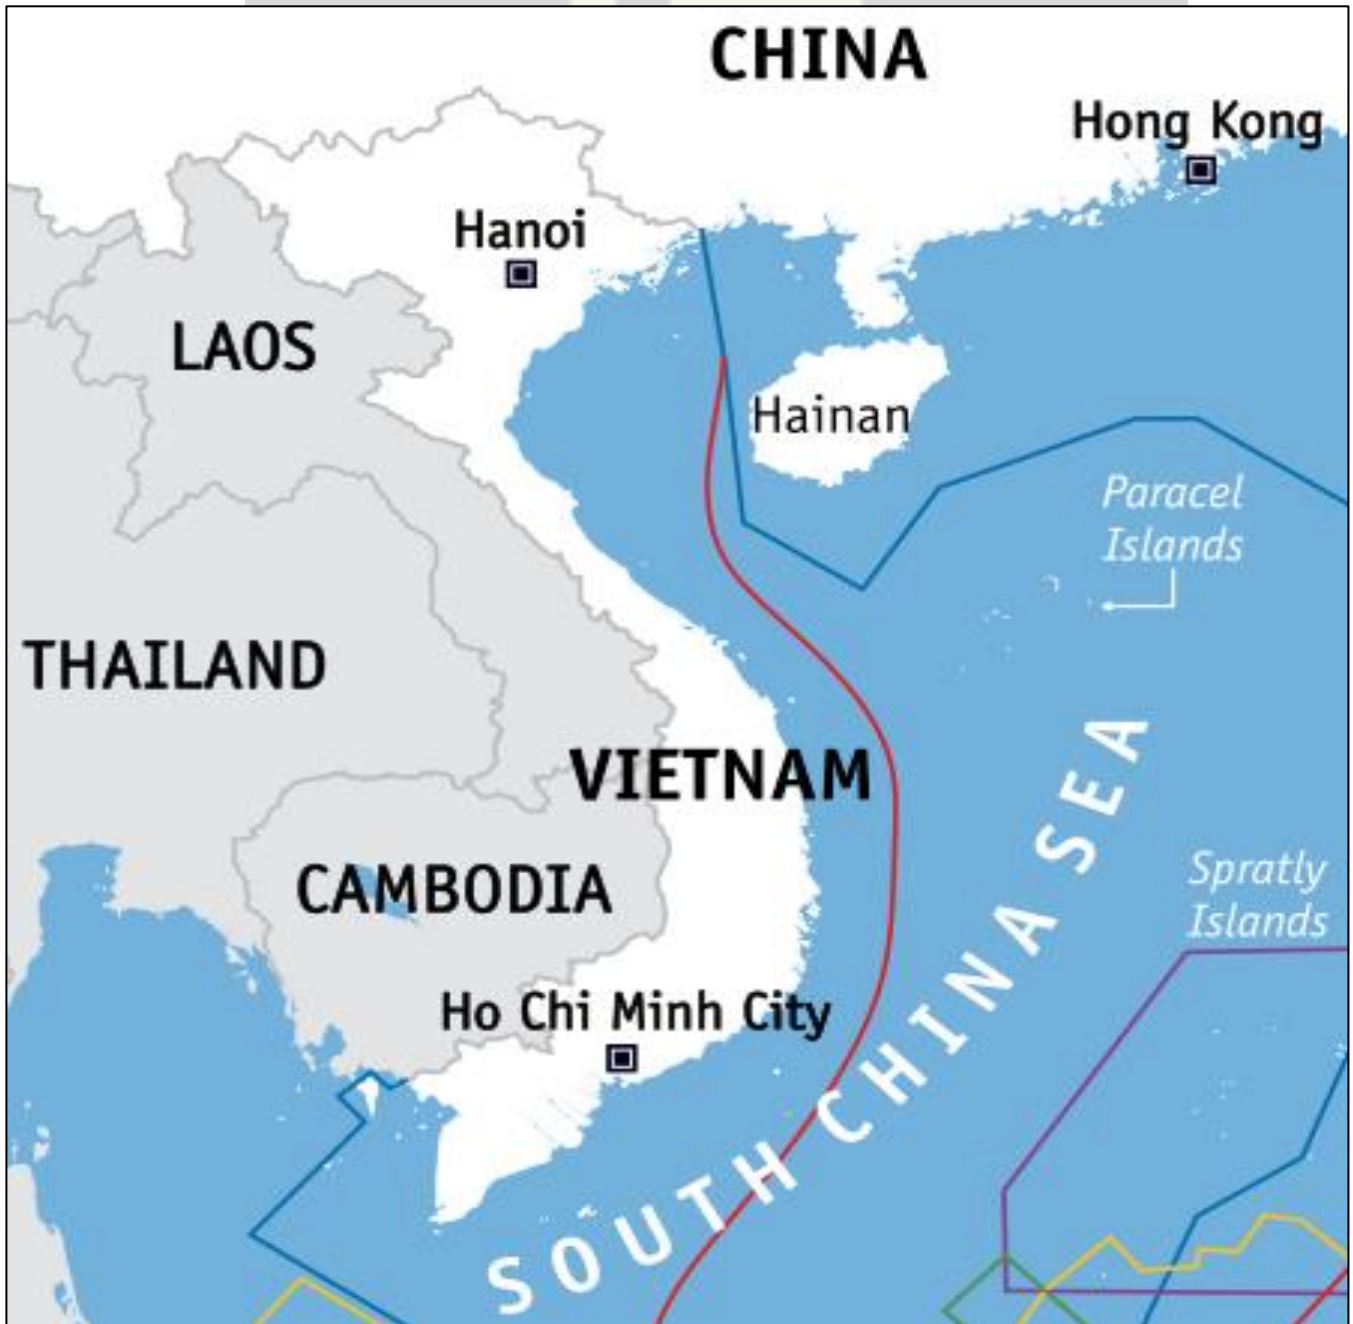 CHINA
Hong Kong
Hanoi
LAOS
Hainan
Paracel
Islands
THAILAND
VIETNAM
CAMBODIA
Spratly
Islands
Ho Chi Minh City
SOUTH CHINA SEA